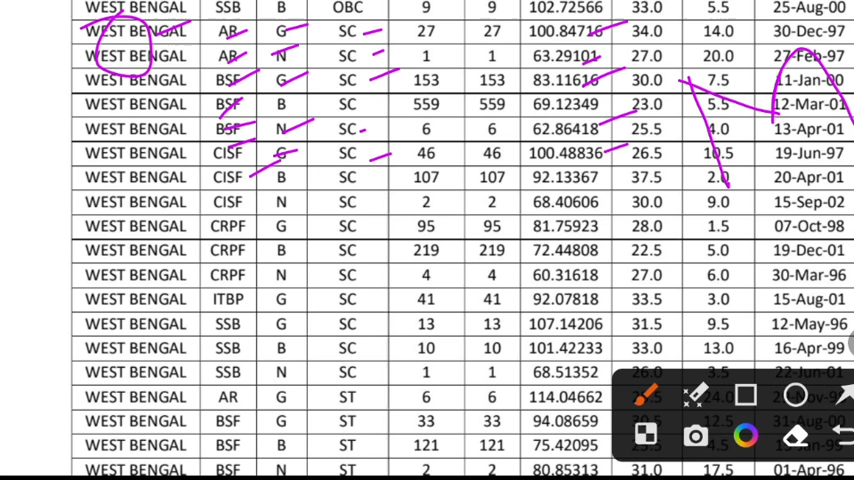 WEST BENGAL SSB B OBC 9 9 102.72566 33.0 5.5 25-Aug-00
WEST BENGAL AR G SC 27 27 100.84716 34.0 14.0 30-Dec-97
WEST BENGAL AR N SC 1 1 63.29101 27.0 20.0 27-Feb-97
WEST BENGAL BSF G SC 153 153 83.11616 30.0 7.5 11-Jan-00
WEST BENGAL BSF B SC 559 559 69.12349 23.0 5.5 12-Mar-01
WEST BENGAL BSF N SC 6 6 62.86418 25.5 4.0 13-Apr-01
WEST BENGAL CISF G SC 46 46 100.48836 26.5 10.5 19-Jun-97
WEST BENGAL CISF B SC 107 107 92.13367 37.5 2.0 20-Apr-01
WEST BENGAL CISF N SC 2 2 68.40606 30.0 9.0 15-Sep-02
WEST BENGAL CRPF G SC 95 95 81.75923 28.0 1.5 07-Oct-98
WEST BENGAL CRPF B SC 219 219 72.44808 22.5 5.0 19-Dec-01
WEST BENGAL CRPF N SC 4 4 60.31618 27.0 6.0 30-Mar-96
WEST BENGAL ITBP G SC 41 41 92.07818 33.5 3.0 15-Aug-01
WEST BENGAL SSB G SC 13 13 107.14206 31.5 9.5 12-May-96
WEST BENGAL SSB B SC 10 10 101.42233 33.0 13.0 16-Apr-99
WEST BENGAL SSB N SC 1 1 68.51352 26.0 3.5 22-Jun-01
WEST BENGAL AR G ST 6 6 114.04662 24.0
WEST BENGAL BSF G ST 33 33 94.08659 12.5 31-Aug-00
WEST BENGAL BSF B ST 121 121 75.42095 4.5
WEST BENGAL BSF N ST 2 2 80.85313 31.0 17.5 01-Apr-96